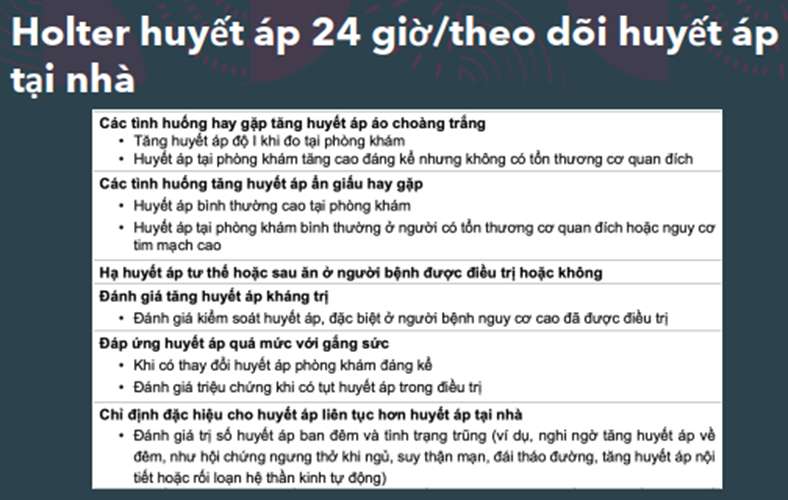 Holter huyết áp 24 giờ/theo dõi huyết áp
tại nhà
Các tình huống hay gặp tăng huyết áp áo choàng trắng
• Tăng huyết áp độ I khi đo tại phòng khám
• Huyết áp tại phòng khám tăng cao đáng kể nhưng không có tổn thương cơ quan đích
Các tình huống tăng huyết áp ẩn giấu hay gặp
• Huyết áp bình thường cao tại phòng khám
• Huyết áp tại phòng khám bình thường ở người có tổn thương cơ quan đích hoặc nguy cơ
tim mạch cao
Hạ huyết áp tư thế hoặc sau ăn ở người bệnh được điều trị hoặc không
Đánh giá tăng huyết áp kháng trị
• Đánh giá kiểm soát huyết áp, đặc biệt ở người bệnh nguy cơ cao đã được điều trị
Đáp ứng huyết áp quá mức với gắng sức
• Khi có thay đổi huyết áp phòng khám đáng kể
• Đánh giá triệu chứng khi có tụt huyết áp trong điều trị
Chỉ định đặc hiệu cho huyết áp liên tục hơn huyết áp tại nhà
• Đánh giá trị số huyết áp ban đêm và tình trạng trũng (ví dụ, nghi ngờ tăng huyết áp về
đêm, như hội chứng ngưng thở khi ngủ, suy thận mạn, đái tháo đường, tăng huyết áp nội
tiết hoặc rối loạn hệ thần kinh tự động)